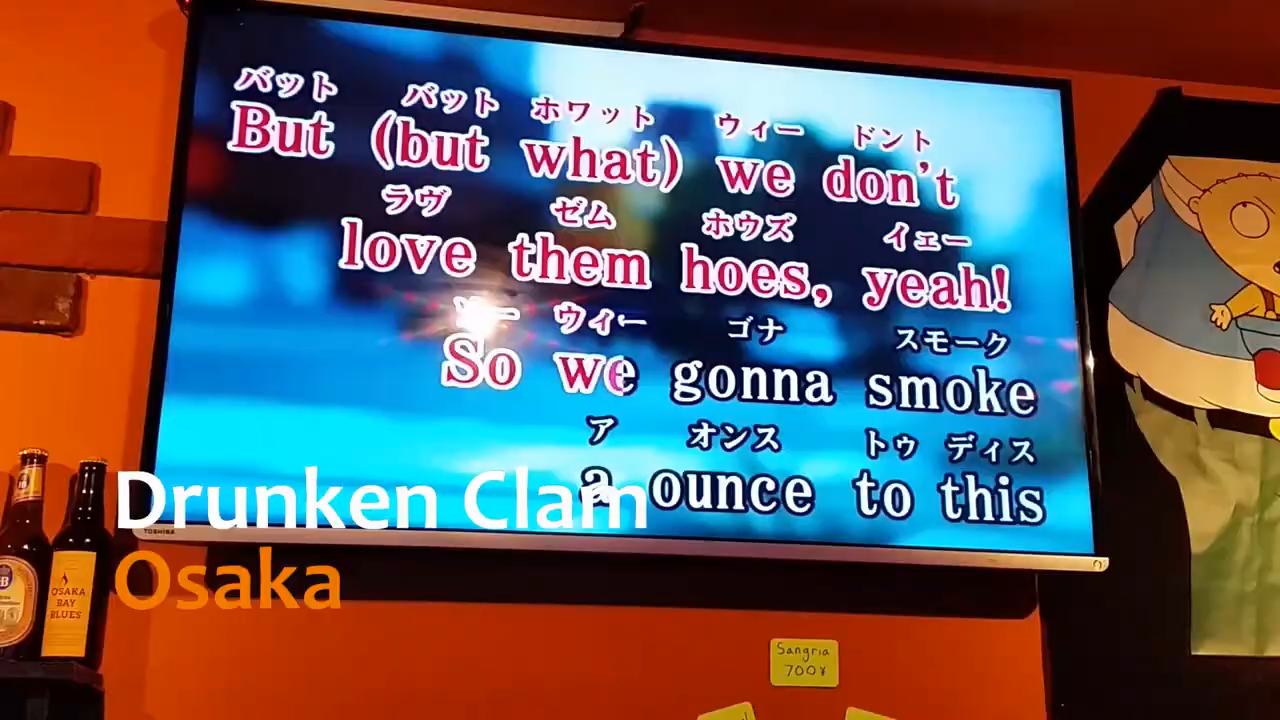 バット バット ホワット ウィー ドント
But (but what) we don't
ラヴ ゼム ホウズ イェー
love them hoes, yeah!
ウィー ゴナ スモーク
So we gonna smoke
ア オンス トゥ ディス
a ounce to this
Drunken Clam
Osaka
TOSHIBA
OSAKA
BAY
BLUES
HB
Sangria
700¥